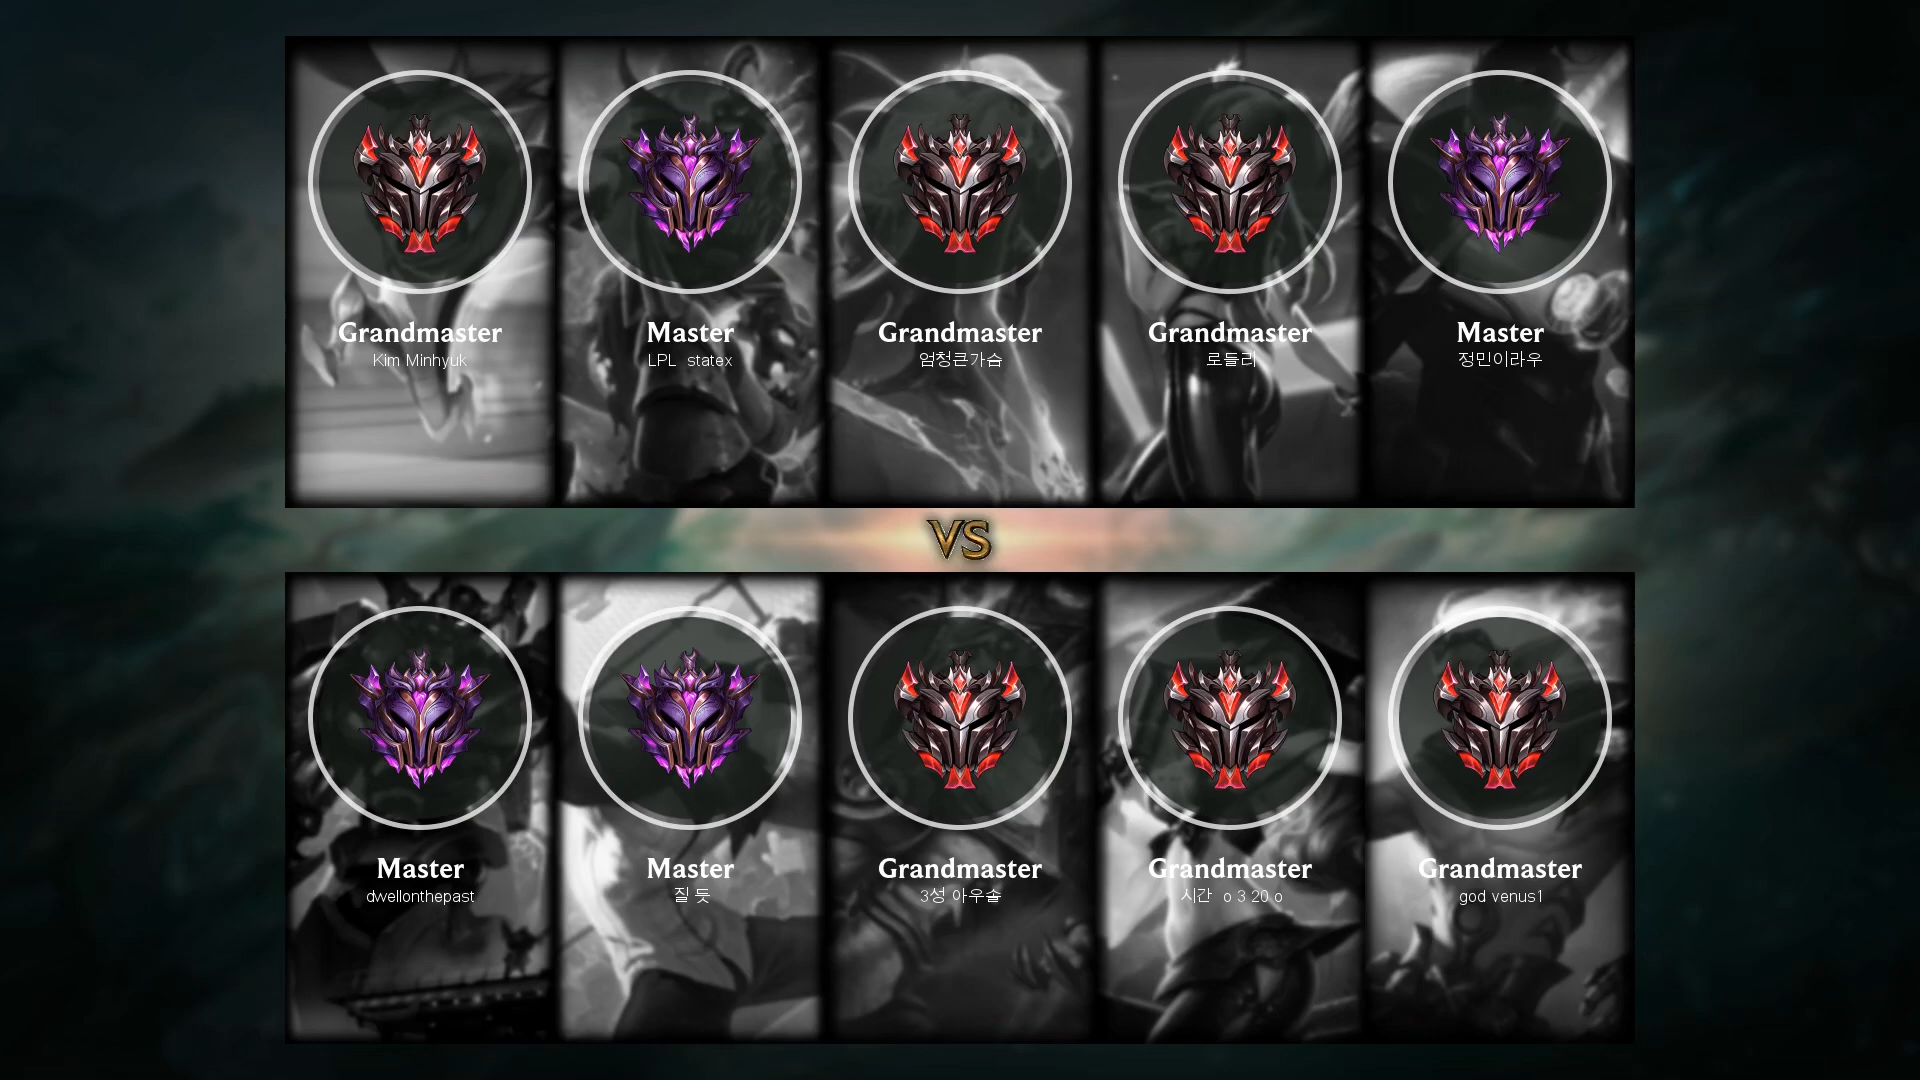 Grandmaster
Kim Minhyuk
Master
LPL statex
Grandmaster
엄청큰가슴
Grandmaster
로들리
Master
정민이라우
VS
Master
dwellonthepast
Master
질 듯
Grandmaster
3성 아우솔
Grandmaster
시간 o 3 20 o
Grandmaster
god venus1